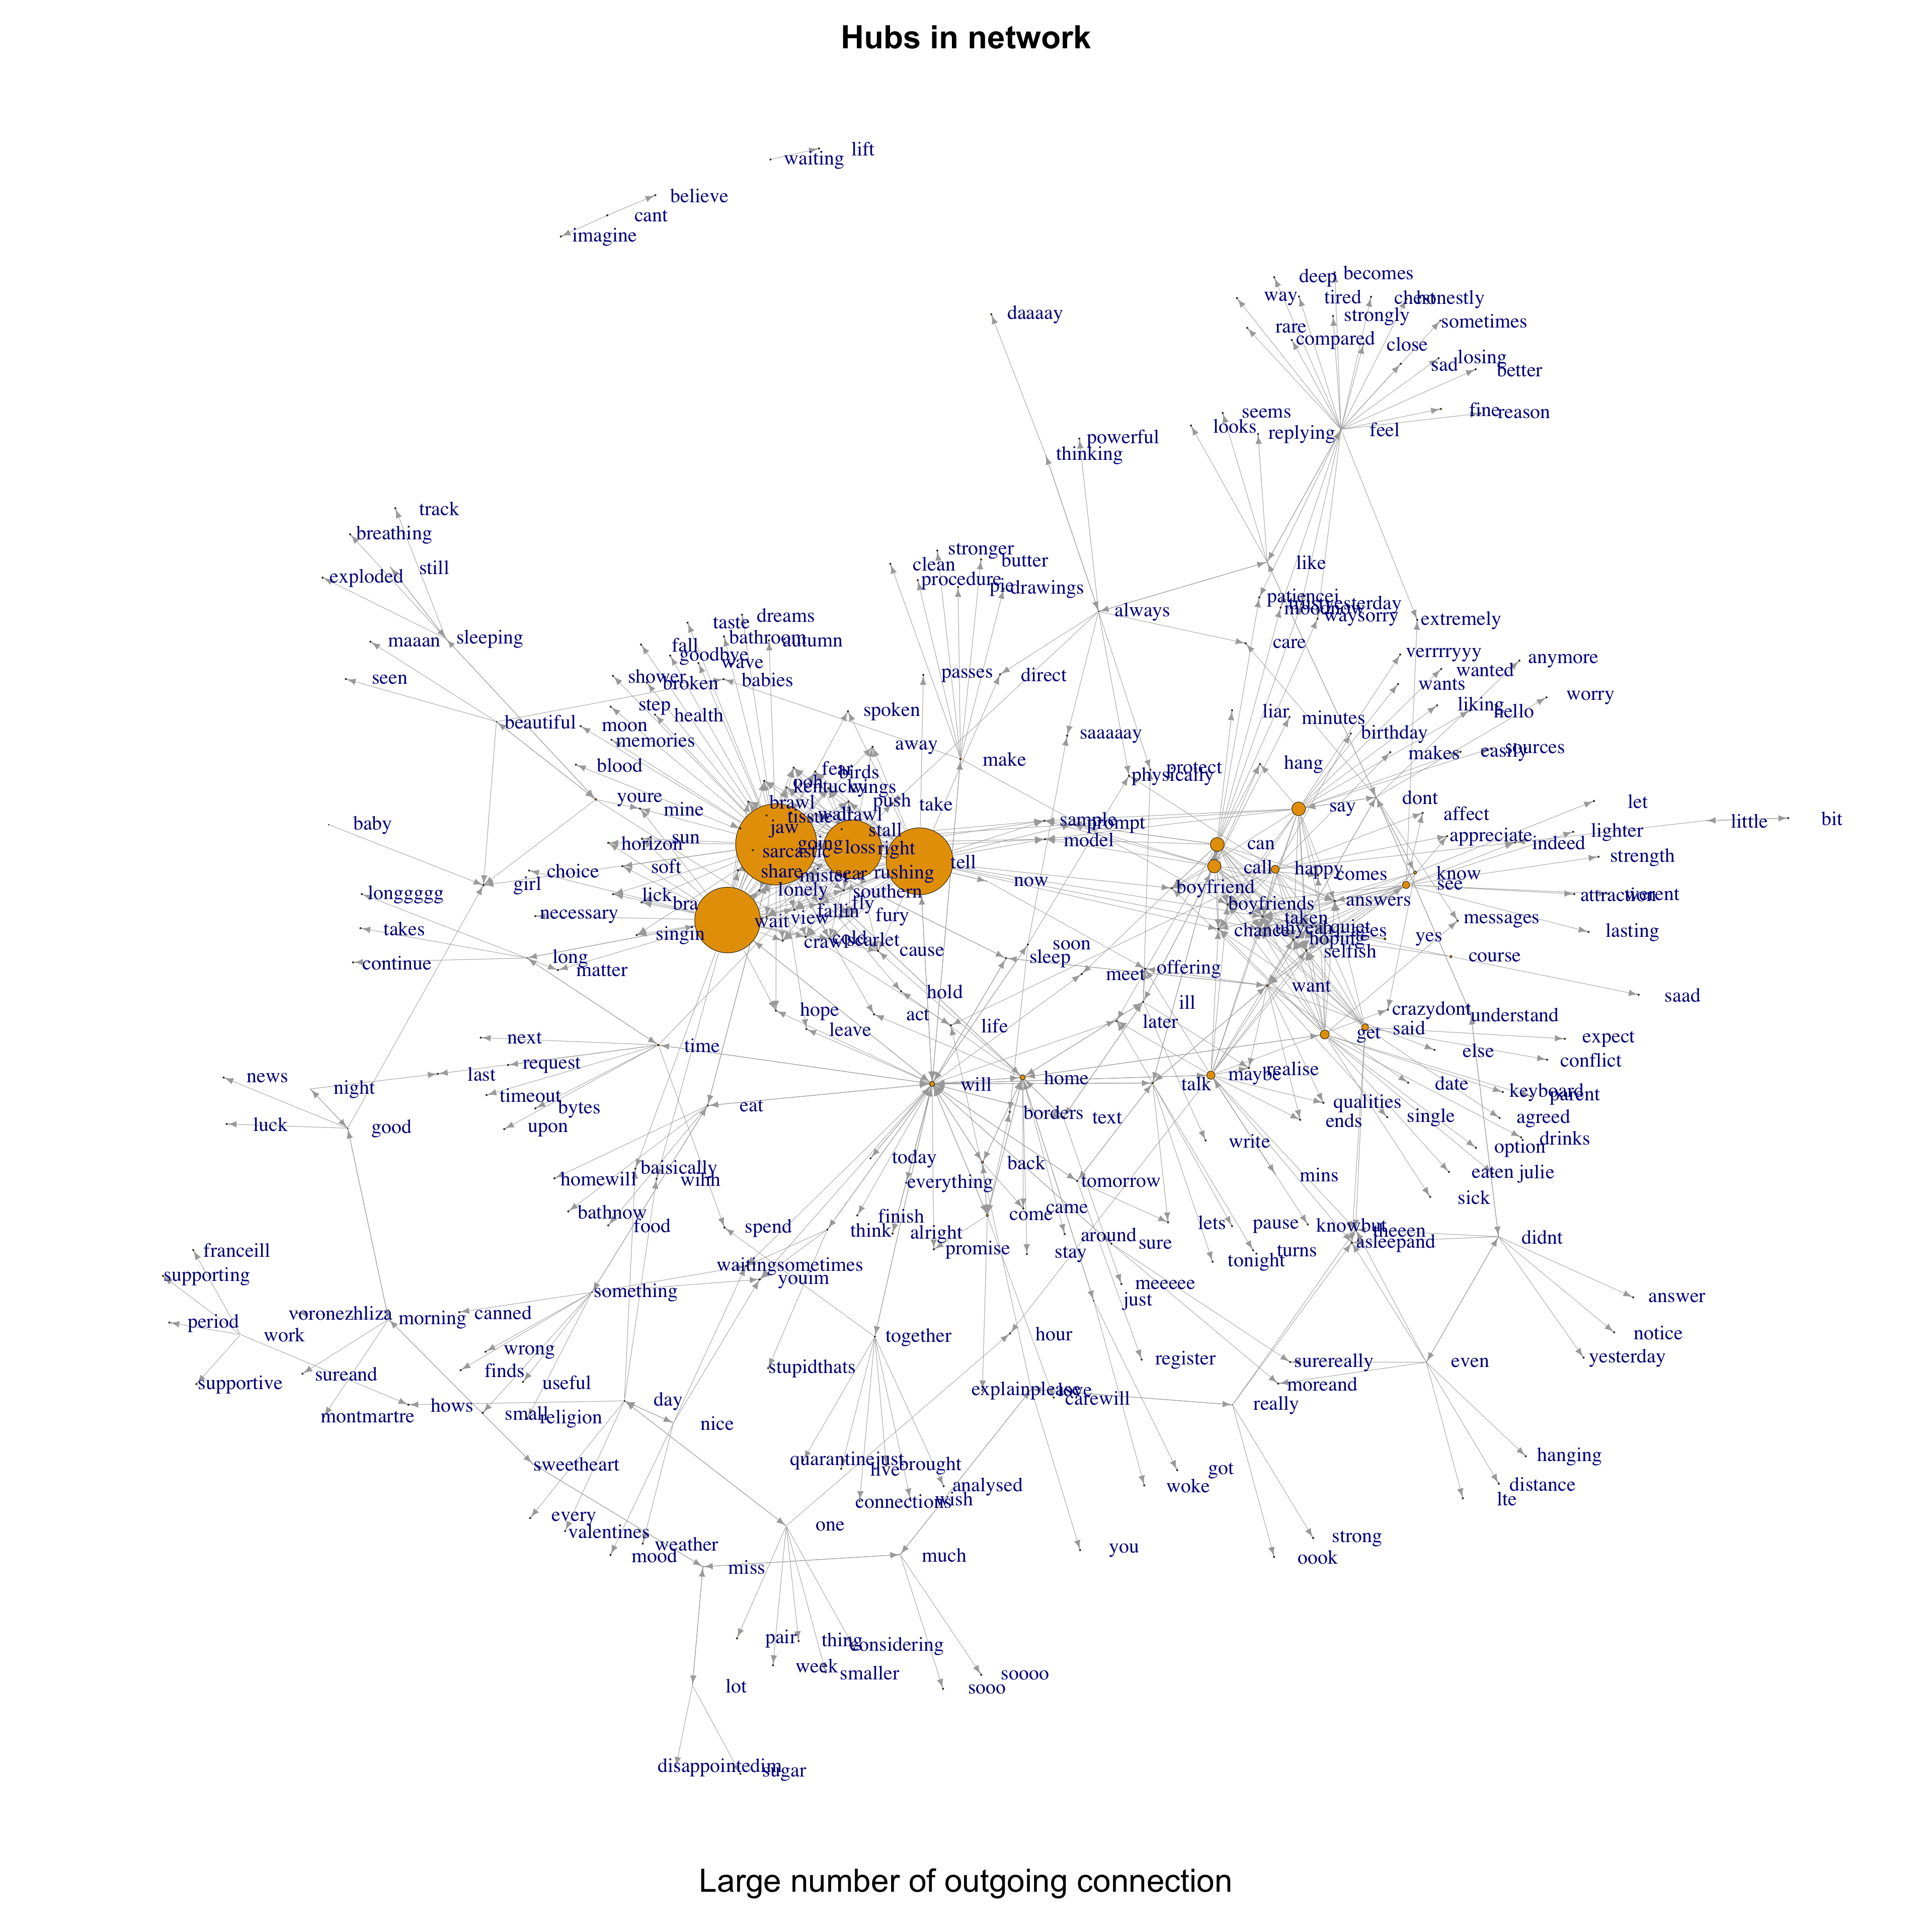 Hubs in network
lift
waiting
believe
cant
imagine
deep
becomes
way
tired
honestly
daaaay
rare
strongly
sometimes
compared
close
losing
sad
better
seems
fine
reason
looks
replying
feel
powerful
thinking
track
breathing
stronger
clean
butter
like
exploded
still
procedure
pie
drawings
patiencei
always
waysorry
extremely
dreams
taste
maaan
sleeping
bathroom
autumn
fall
goodbye
care
verrrryyy
wave
anymore
seen
shower
broken
babies
passes
direct
wants
wanted
worry
step
liking
hello
beautiful
moon
health
spoken
liar
minutes
memories
away
saaaaay
birthday
blood
make
physically
protect
hang
makes
easily
sources
fear
birds
kentucky
wings
youre
mine
brawl
push
take
say
dont
let
baby
tissue
stall
sample
prompt
affect
little
bit
jaw
model
can
appreciate
indeed
lighter
horizon
sun
going
loss
right
sarcastic
tell
strength
choice
soft
share
rushing
now
call
happy
comes
know
girl
mister
scar
boyfriend
see
longgggg
lick
bra
lonely
southern
answers
attraction
necessary
view
fallin
fly
fury
boyfriends
taken
messages
takes
singin
wait
quiet
yes
lasting
crawl
scarlet
cause
soon
hoping
selfish
long
sleep
continue
matter
meet
offering
want
course
hold
saad
hope
act
ill
crazydont
leave
life
later
understand
next
time
get
said
expect
request
else
conflict
news
last
night
will
home
talk
maybe
realise
date
timeout
bytes
keyboard
parent
luck
good
upon
eat
borders
text
qualities
single
agreed
ends
drinks
write
option
today
back
baisically
homewill
wihh
everything
tomorrow
mins
eaten
julie
sick
bathnow
finish
come
came
food
spend
think
alright
lets
pause
knowbut
theeen
promise
around
sure
asleepand
didnt
franceill
stay
tonight
turns
supporting
waitingsometimes
youim
something
meeeee
answer
voronezhliza
morning
canned
just
period
work
together
hour
notice
wrong
register
surereally
even
yesterday
finds
stupidthats
supportive
sureand
useful
explainplease
moreand
love
carewill
montmartre
hows
small
religion
day
nice
really
sweetheart
quarantinejust
live
brought
got
hanging
analysed
woke
distance
connections
wish
lte
every
valentines
one
weather
strong
mood
miss
much
you
oook
pair
thing
considering
week
smaller
soooo
lot
sooo
disappointedim
sugar
Large number of outgoing connection